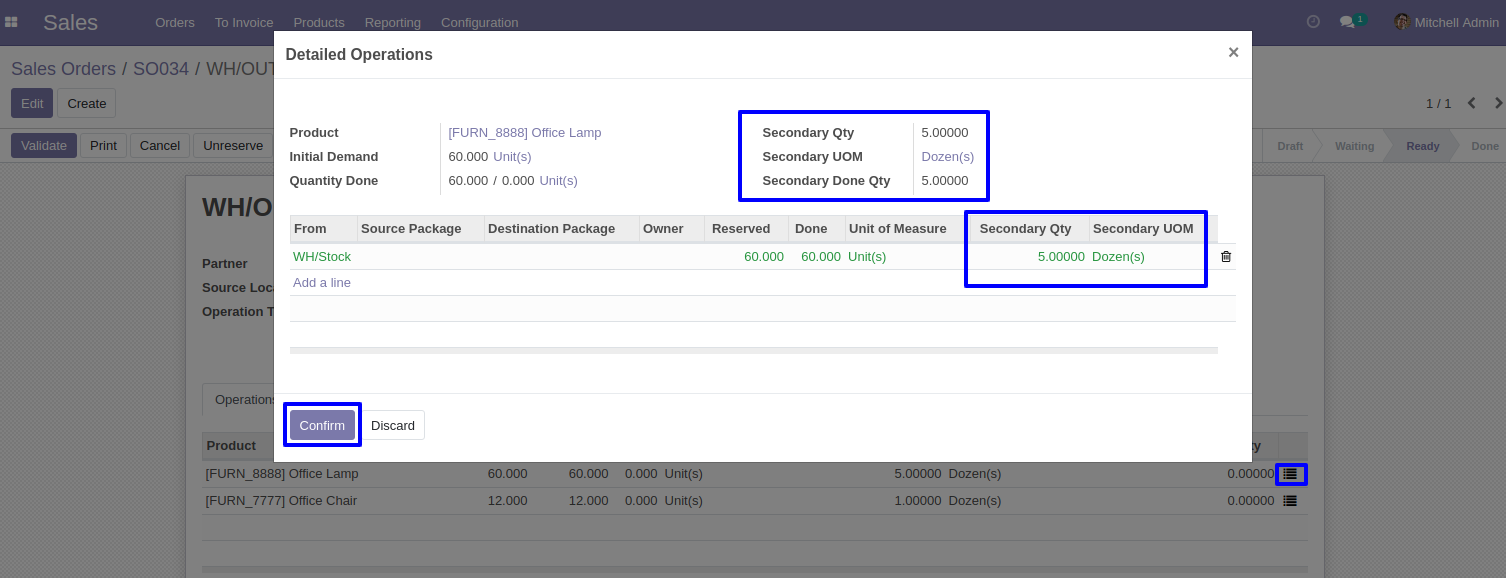 Sales Orders To Invoice Products Reporting Configuration 1 Mitchell Admin
Sales Orders / SO034 / WH/OUT
Edit Create 1 / 1
Validate Print Cancel Unreserve Draft Waiting Ready Done
Detailed Operations ×
Product [FURN_8888] Office Lamp Secondary Qty 5.00000
Initial Demand 60.000 Unit(s) Secondary UOM Dozen(s)
Quantity Done 60.000 / 0.000 Unit(s) Secondary Done Qty 5.00000
From Source Package Destination Package Owner Reserved Done Unit of Measure Secondary Qty Secondary UOM
WH/Stock 60.000 60.000 Unit(s) 5.00000 Dozen(s)
Add a line
Confirm Discard
WH/O
Partner
Source Loc
Operation T
Operations
Product
[FURN_8888] Office Lamp 60.000 60.000 0.000 Unit(s) 5.00000 Dozen(s) 0.00000
[FURN_7777] Office Chair 12.000 12.000 0.000 Unit(s) 1.00000 Dozen(s) 0.00000